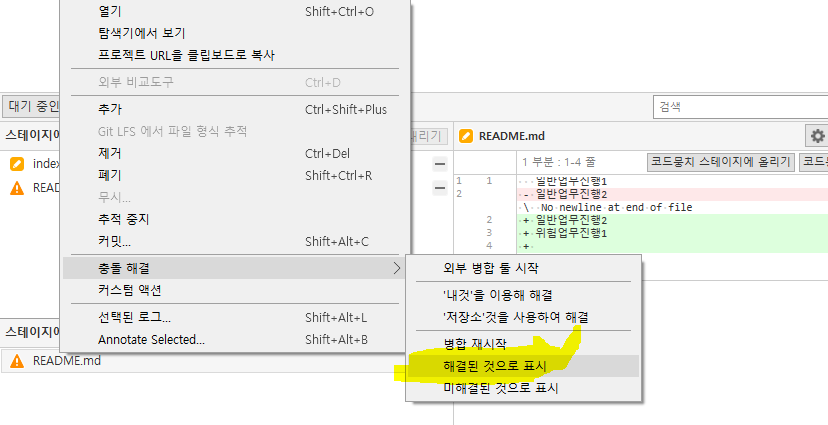 열기 Shift+Ctrl+O
탐색기에서 보기
프로젝트 URL을 클립보드로 복사
외부 비교도구 Ctrl+D
추가 Ctrl+Shift+Plus
Git LFS 에서 파일 형식 추적
제거 Ctrl+Del
폐기 Shift+Ctrl+R
무시...
추적 중지
커밋... Shift+Alt+C
충돌 해결
커스텀 액션
선택된 로그... Shift+Alt+L
Annotate Selected... Shift+Alt+B
외부 병합 툴 시작
'내것'을 이용해 해결
'저장소'것을 사용하여 해결
병합 재시작
해결된 것으로 표시
미해결된 것으로 표시
대기 중인
검색
스테이지에
내리기
index
READ
스테이지에
README.md
README.md
1 부분 : 1-4 줄
코드뭉치 스테이지에 올리기
코드
1 1 일반업무진행1
2 - 일반업무진행2
\ No newline at end of file
2 + 일반업무진행2
3 + 위험업무진행1
4 +